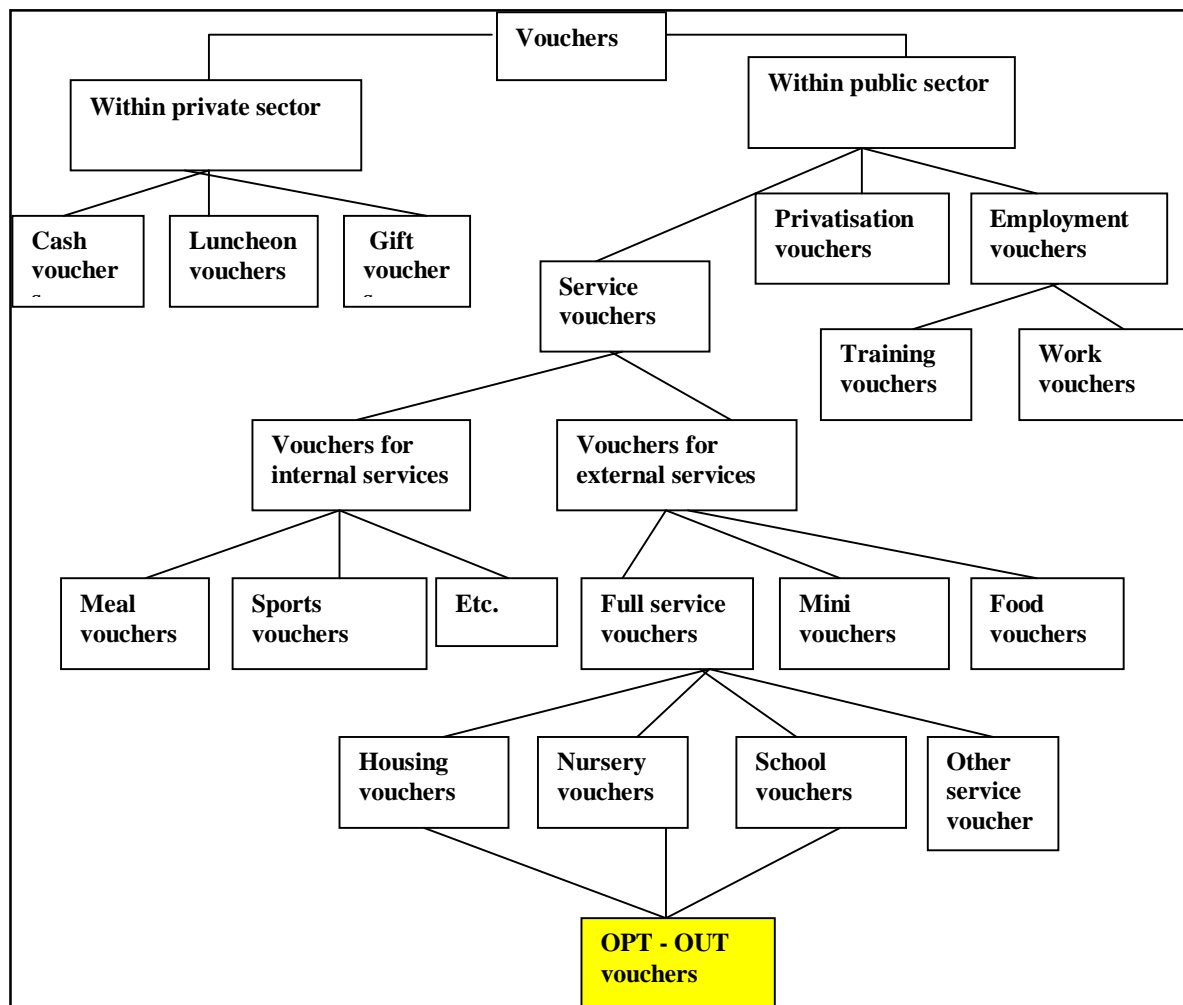 Vouchers
Within private sector
Within public sector
Cash
voucher
Luncheon
vouchers
Gift
voucher
Privatisation
vouchers
Employment
vouchers
Service
vouchers
Training
vouchers
Work
vouchers
Vouchers for
internal services
Vouchers for
external services
Meal
vouchers
Sports
vouchers
Etc.
Full service
vouchers
Mini
vouchers
Food
vouchers
Housing
vouchers
Nursery
vouchers
School
vouchers
Other
service
voucher
OPT - OUT
vouchers